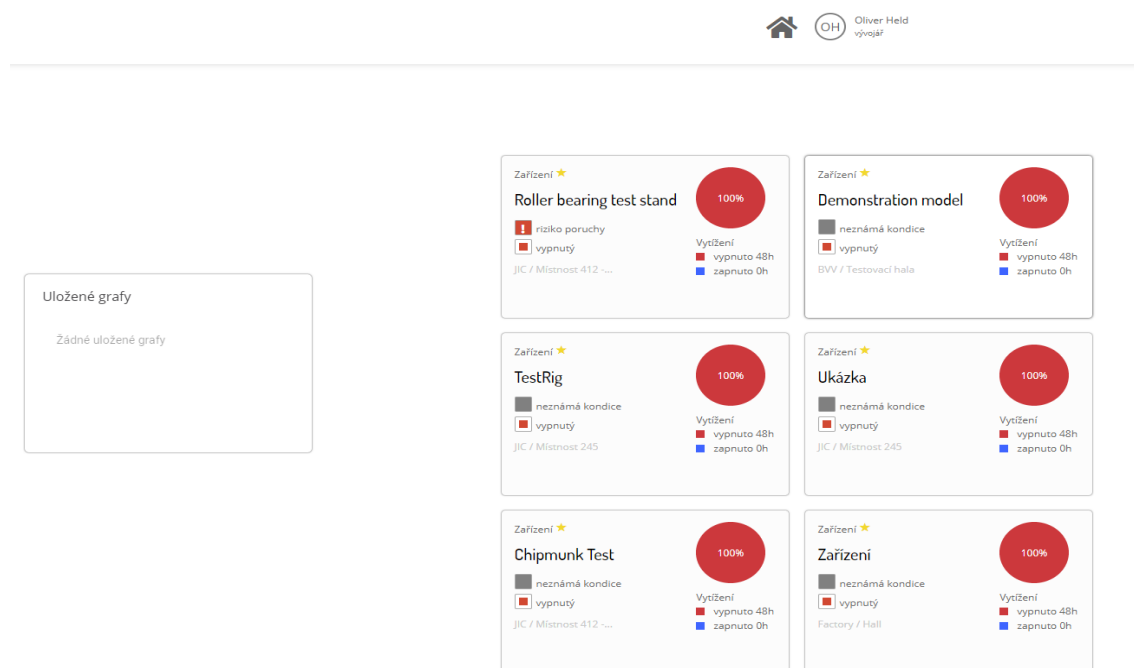 OH
Oliver Held
vývojář
Uložené grafy
Žádné uložené grafy
Zařízení
Roller bearing test stand
riziko poruchy
vypnutý
JIC / Místnost 412 -...
100%
Vytížení
vypnuto 48h
zapnuto 0h
Zařízení
Demonstration model
neznámá kondice
vypnutý
BVV / Testovací hala
100%
Vytížení
vypnuto 48h
zapnuto 0h
Zařízení
TestRig
neznámá kondice
vypnutý
JIC / Místnost 245
100%
Vytížení
vypnuto 48h
zapnuto 0h
Zařízení
Ukázka
neznámá kondice
vypnutý
JIC / Místnost 245
100%
Vytížení
vypnuto 48h
zapnuto 0h
Zařízení
Chipmunk Test
neznámá kondice
vypnutý
JIC / Místnost 412 -...
100%
Vytížení
vypnuto 48h
zapnuto 0h
Zařízení
Zařízení
neznámá kondice
vypnutý
Factory / Hall
100%
Vytížení
vypnuto 48h
zapnuto 0h